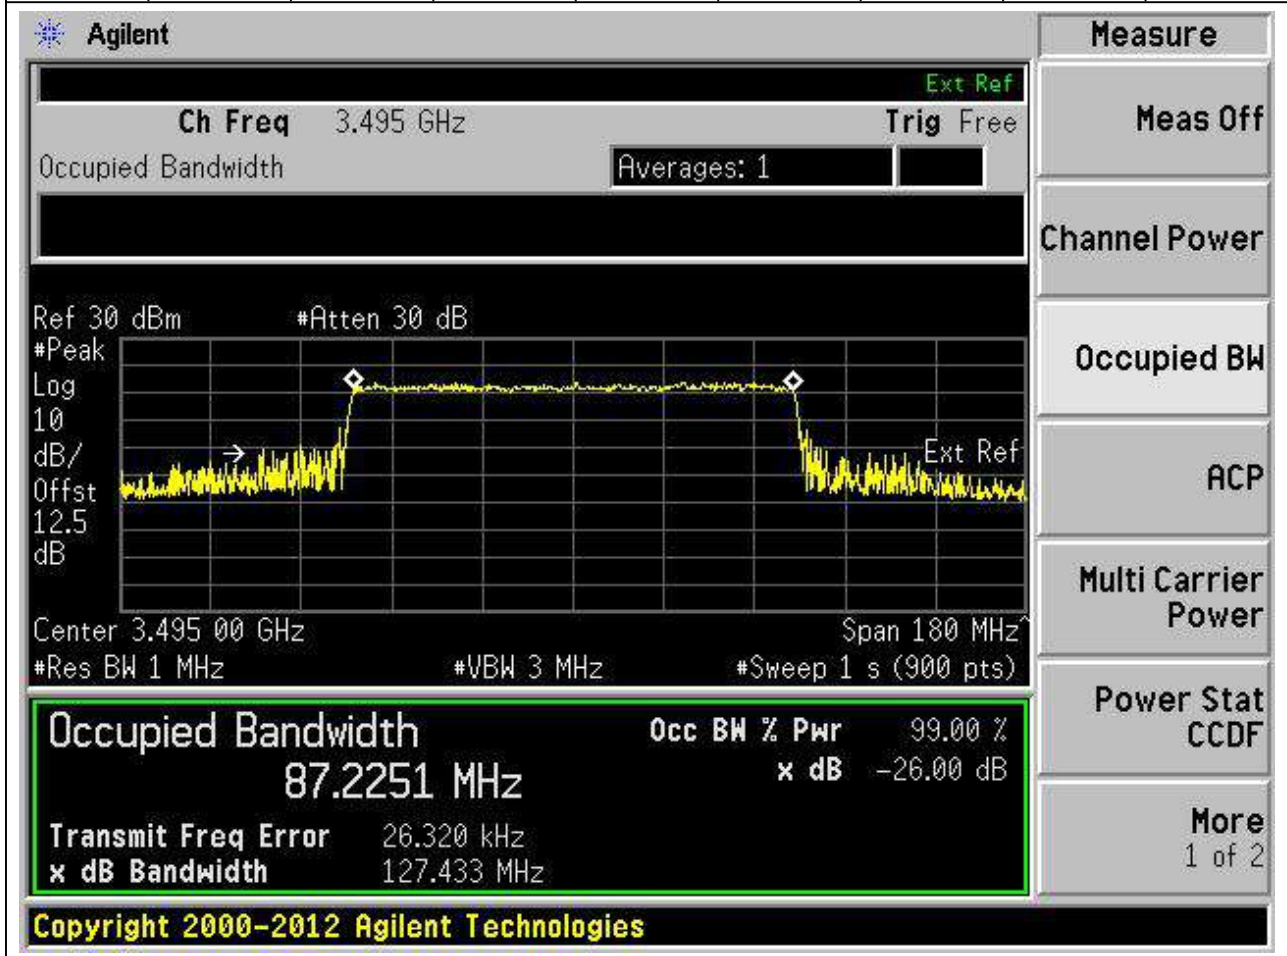 Agilent
Measure
Ext Ref
Ch Freq 3.495 GHz Trig Free
Meas Off
Occupied Bandwidth Averages: 1
Channel Power
Ref 30 dBm #Atten 30 dB
#Peak
Log
10
dB/
Offst
12.5
dB
Ext Ref
Center 3.495 00 GHz Span 180 MHz^
#Res BW 1 MHz #VBW 3 MHz #Sweep 1 s (900 pts)
Occupied BW
ACP
Multi Carrier
Power
Power Stat
CCDF
More
1 of 2
Occupied Bandwidth Occ BW % Pwr 99.00 %
87.2251 MHz x dB -26.00 dB
Transmit Freq Error 26.320 kHz
x dB Bandwidth 127.433 MHz
Copyright 2000-2012 Agilent Technologies